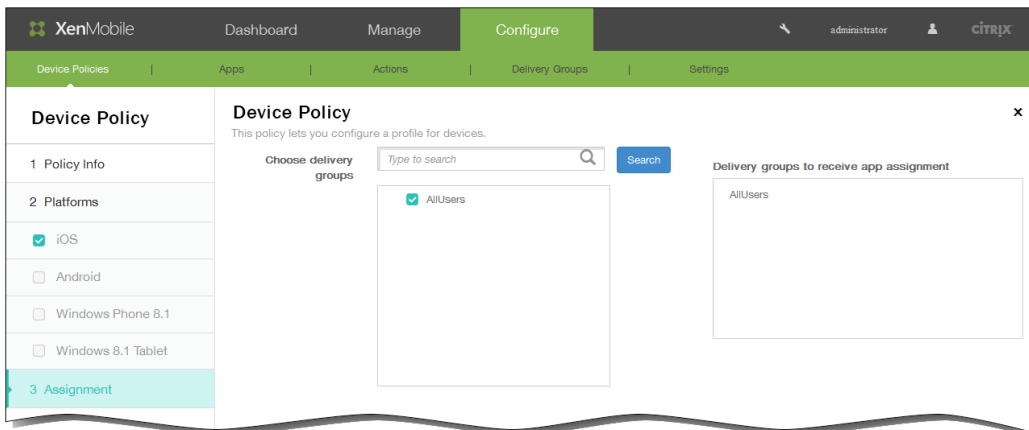 XenMobile Dashboard Manage Configure administrator CİTRIX
Device Policies | Apps | Actions | Delivery Groups | Settings
Device Policy
1 Policy Info
2 Platforms
iOS
Android
Windows Phone 8.1
Windows 8.1 Tablet
3 Assignment
Device Policy
x
This policy lets you configure a profile for devices.
Choose delivery
groups
Type to search
Search
AllUsers
Delivery groups to receive app assignment
AllUsers